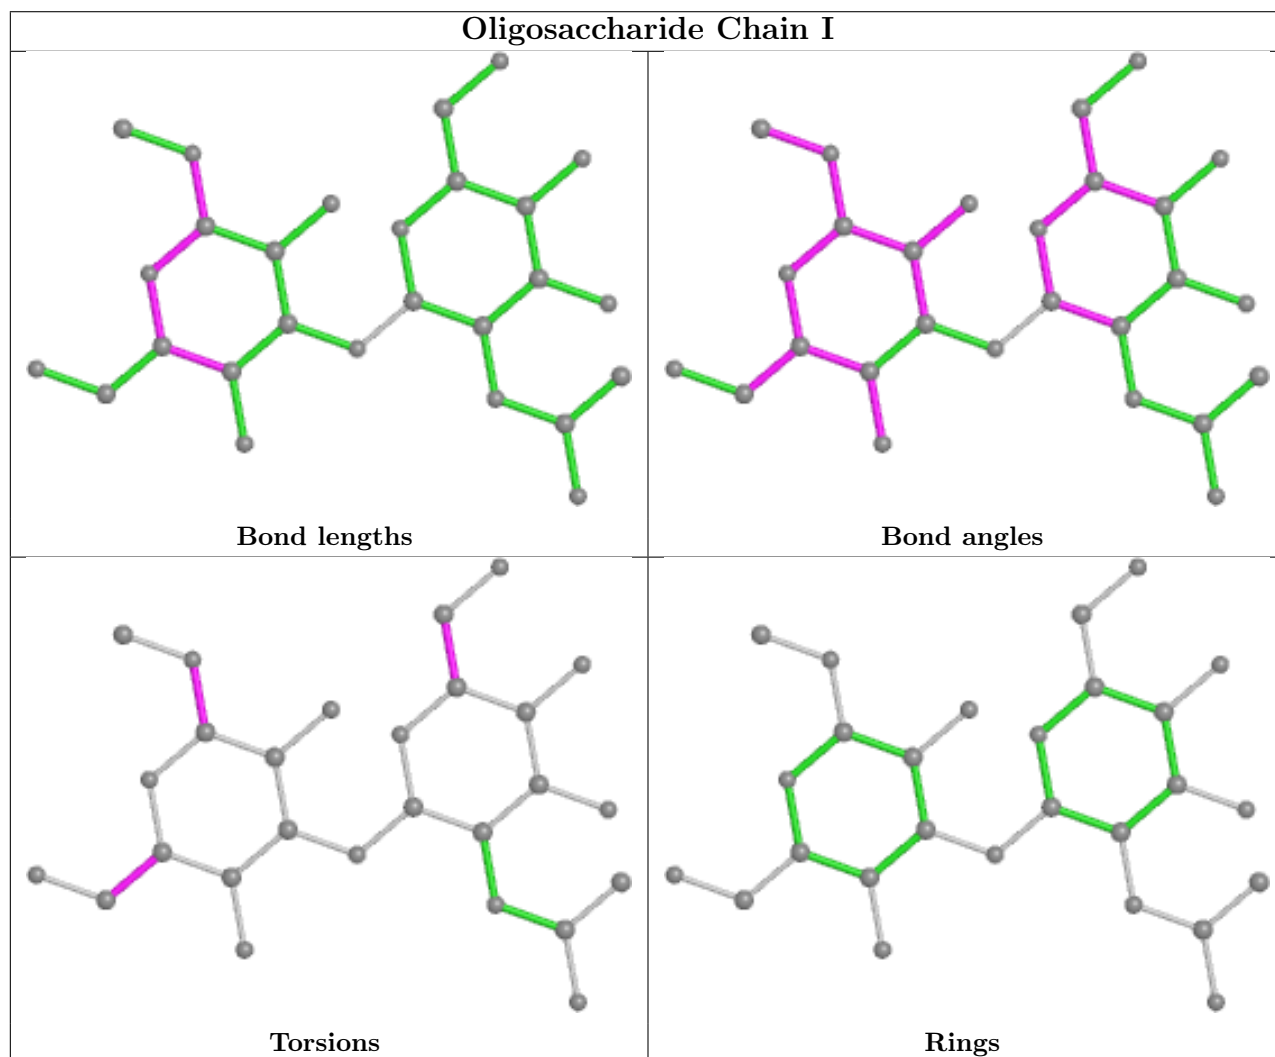 Oligosaccharide Chain I
Bond lengths
Bond angles
Torsions
Rings